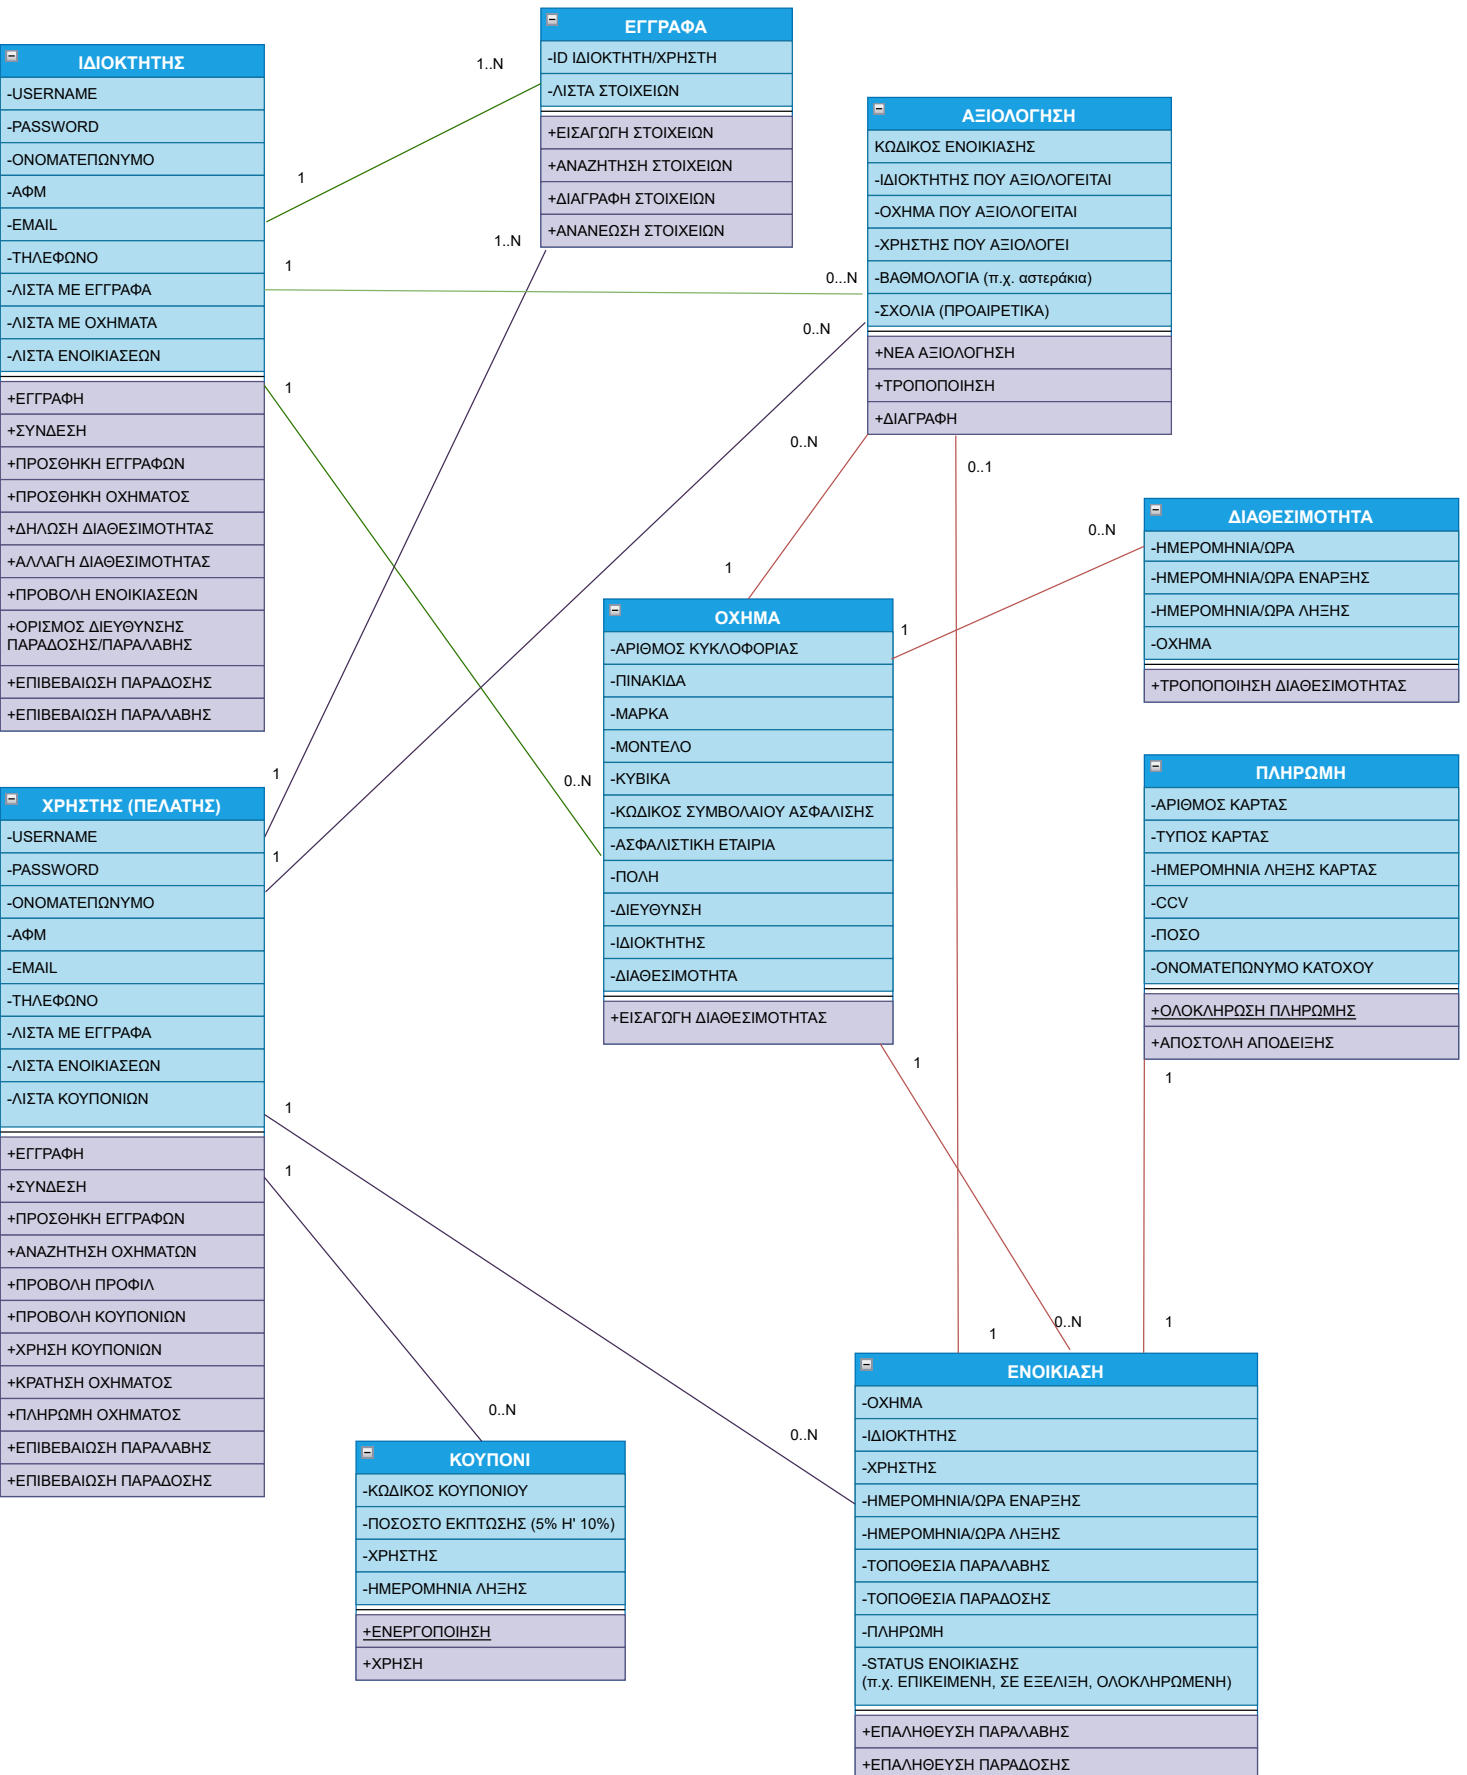 ΙΔΙΟΚΤΗΤΗΣ
-USERNAME
-PASSWORD
-ΟΝΟΜΑΤΕΠΩΝΥΜΟ
-ΑΦΜ
-EMAIL
-ΤΗΛΕΦΩΝΟ
-ΛΙΣΤΑ ΜΕ ΕΓΓΡΑΦΑ
-ΛΙΣΤΑ ΜΕ ΟΧΗΜΑΤΑ
-ΛΙΣΤΑ ΕΝΟΙΚΙΑΣΕΩΝ
+ΕΓΓΡΑΦΗ
+ΣΥΝΔΕΣΗ
+ΠΡΟΣΘΗΚΗ ΕΓΓΡΑΦΩΝ
+ΠΡΟΣΘΗΚΗ ΟΧΗΜΑΤΟΣ
+ΔΗΛΩΣΗ ΔΙΑΘΕΣΙΜΟΤΗΤΑΣ
+ΑΛΛΑΓΗ ΔΙΑΘΕΣΙΜΟΤΗΤΑΣ
+ΠΡΟΒΟΛΗ ΕΝΟΙΚΙΑΣΕΩΝ
+ΟΡΙΣΜΟΣ ΔΙΕΥΘΥΝΣΗΣ
ΠΑΡΑΔΟΣΗΣ/ΠΑΡΑΛΑΒΗΣ
+ΕΠΙΒΕΒΑΙΩΣΗ ΠΑΡΑΔΟΣΗΣ
+ΕΠΙΒΕΒΑΙΩΣΗ ΠΑΡΑΛΑΒΗΣ
1..N
1
1
1
ΕΓΓΡΑΦΑ
-ID ΙΔΙΟΚΤΗΤΗ/ΧΡΗΣΤΗ
-ΛΙΣΤΑ ΣΤΟΙΧΕΙΩΝ
+ΕΙΣΑΓΩΓΗ ΣΤΟΙΧΕΙΩΝ
+ΑΝΑΖΗΤΗΣΗ ΣΤΟΙΧΕΙΩΝ
+ΔΙΑΓΡΑΦΗ ΣΤΟΙΧΕΙΩΝ
+ΑΝΑΝΕΩΣΗ ΣΤΟΙΧΕΙΩΝ
1..N
0...N
0..N
ΑΞΙΟΛΟΓΗΣΗ
ΚΩΔΙΚΟΣ ΕΝΟΙΚΙΑΣΗΣ
-ΙΔΙΟΚΤΗΤΗΣ ΠΟΥ ΑΞΙΟΛΟΓΕΙΤΑΙ
-ΟΧΗΜΑ ΠΟΥ ΑΞΙΟΛΟΓΕΙΤΑΙ
-ΧΡΗΣΤΗΣ ΠΟΥ ΑΞΙΟΛΟΓΕΙ
-ΒΑΘΜΟΛΟΓΙΑ (π.χ. αστεράκια)
-ΣΧΟΛΙΑ (ΠΡΟΑΙΡΕΤΙΚΑ)
+ΝΕΑ ΑΞΙΟΛΟΓΗΣΗ
+ΤΡΟΠΟΠΟΙΗΣΗ
+ΔΙΑΓΡΑΦΗ
0..N
0..1
1
0..N
1
ΔΙΑΘΕΣΙΜΟΤΗΤΑ
-ΗΜΕΡΟΜΗΝΙΑ/ΩΡΑ
-ΗΜΕΡΟΜΗΝΙΑ/ΩΡΑ ΕΝΑΡΞΗΣ
-ΗΜΕΡΟΜΗΝΙΑ/ΩΡΑ ΛΗΞΗΣ
-ΟΧΗΜΑ
+ΤΡΟΠΟΠΟΙΗΣΗ ΔΙΑΘΕΣΙΜΟΤΗΤΑΣ
ΟΧΗΜΑ
-ΑΡΙΘΜΟΣ ΚΥΚΛΟΦΟΡΙΑΣ
-ΠΙΝΑΚΙΔΑ
-ΜΑΡΚΑ
-ΜΟΝΤΕΛΟ
-ΚΥΒΙΚΑ
-ΚΩΔΙΚΟΣ ΣΥΜΒΟΛΑΙΟΥ ΑΣΦΑΛΙΣΗΣ
-ΑΣΦΑΛΙΣΤΙΚΗ ΕΤΑΙΡΙΑ
-ΠΟΛΗ
-ΔΙΕΥΘΥΝΣΗ
-ΙΔΙΟΚΤΗΤΗΣ
-ΔΙΑΘΕΣΙΜΟΤΗΤΑ
+ΕΙΣΑΓΩΓΗ ΔΙΑΘΕΣΙΜΟΤΗΤΑΣ
0..N
1
1
1
ΠΛΗΡΩΜΗ
-ΑΡΙΘΜΟΣ ΚΑΡΤΑΣ
-ΤΥΠΟΣ ΚΑΡΤΑΣ
-ΗΜΕΡΟΜΗΝΙΑ ΛΗΞΗΣ ΚΑΡΤΑΣ
-CCV
-ΠΟΣΟ
-ΟΝΟΜΑΤΕΠΩΝΥΜΟ ΚΑΤΟΧΟΥ
+ΟΛΟΚΛΗΡΩΣΗ ΠΛΗΡΩΜΗΣ
+ΑΠΟΣΤΟΛΗ ΑΠΟΔΕΙΞΗΣ
1
ΧΡΗΣΤΗΣ (ΠΕΛΑΤΗΣ)
-USERNAME
-PASSWORD
-ΟΝΟΜΑΤΕΠΩΝΥΜΟ
-ΑΦΜ
-EMAIL
-ΤΗΛΕΦΩΝΟ
-ΛΙΣΤΑ ΜΕ ΕΓΓΡΑΦΑ
-ΛΙΣΤΑ ΕΝΟΙΚΙΑΣΕΩΝ
-ΛΙΣΤΑ ΚΟΥΠΟΝΙΩΝ
+ΕΓΓΡΑΦΗ
+ΣΥΝΔΕΣΗ
+ΠΡΟΣΘΗΚΗ ΕΓΓΡΑΦΩΝ
+ΑΝΑΖΗΤΗΣΗ ΟΧΗΜΑΤΩΝ
+ΠΡΟΒΟΛΗ ΠΡΟΦΙΛ
+ΠΡΟΒΟΛΗ ΚΟΥΠΟΝΙΩΝ
+ΧΡΗΣΗ ΚΟΥΠΟΝΙΩΝ
+ΚΡΑΤΗΣΗ ΟΧΗΜΑΤΟΣ
+ΠΛΗΡΩΜΗ ΟΧΗΜΑΤΟΣ
+ΕΠΙΒΕΒΑΙΩΣΗ ΠΑΡΑΛΑΒΗΣ
+ΕΠΙΒΕΒΑΙΩΣΗ ΠΑΡΑΔΟΣΗΣ
1
1
0..N
0..N
1
0..N
1
ΚΟΥΠΟΝΙ
-ΚΩΔΙΚΟΣ ΚΟΥΠΟΝΙΟΥ
-ΠΟΣΟΣΤΟ ΕΚΠΤΩΣΗΣ (5% Η' 10%)
-ΧΡΗΣΤΗΣ
-ΗΜΕΡΟΜΗΝΙΑ ΛΗΞΗΣ
+ΕΝΕΡΓΟΠΟΙΗΣΗ
+ΧΡΗΣΗ
ΕΝΟΙΚΙΑΣΗ
-ΟΧΗΜΑ
-ΙΔΙΟΚΤΗΤΗΣ
-ΧΡΗΣΤΗΣ
-ΗΜΕΡΟΜΗΝΙΑ/ΩΡΑ ΕΝΑΡΞΗΣ
-ΗΜΕΡΟΜΗΝΙΑ/ΩΡΑ ΛΗΞΗΣ
-ΤΟΠΟΘΕΣΙΑ ΠΑΡΑΛΑΒΗΣ
-ΤΟΠΟΘΕΣΙΑ ΠΑΡΑΔΟΣΗΣ
-ΠΛΗΡΩΜΗ
-STATUS ΕΝΟΙΚΙΑΣΗΣ
(π.χ. ΕΠΙΚΕΙΜΕΝΗ, ΣΕ ΕΞΕΛΙΞΗ, ΟΛΟΚΛΗΡΩΜΕΝΗ)
+ΕΠΑΛΗΘΕΥΣΗ ΠΑΡΑΛΑΒΗΣ
+ΕΠΑΛΗΘΕΥΣΗ ΠΑΡΑΔΟΣΗΣ